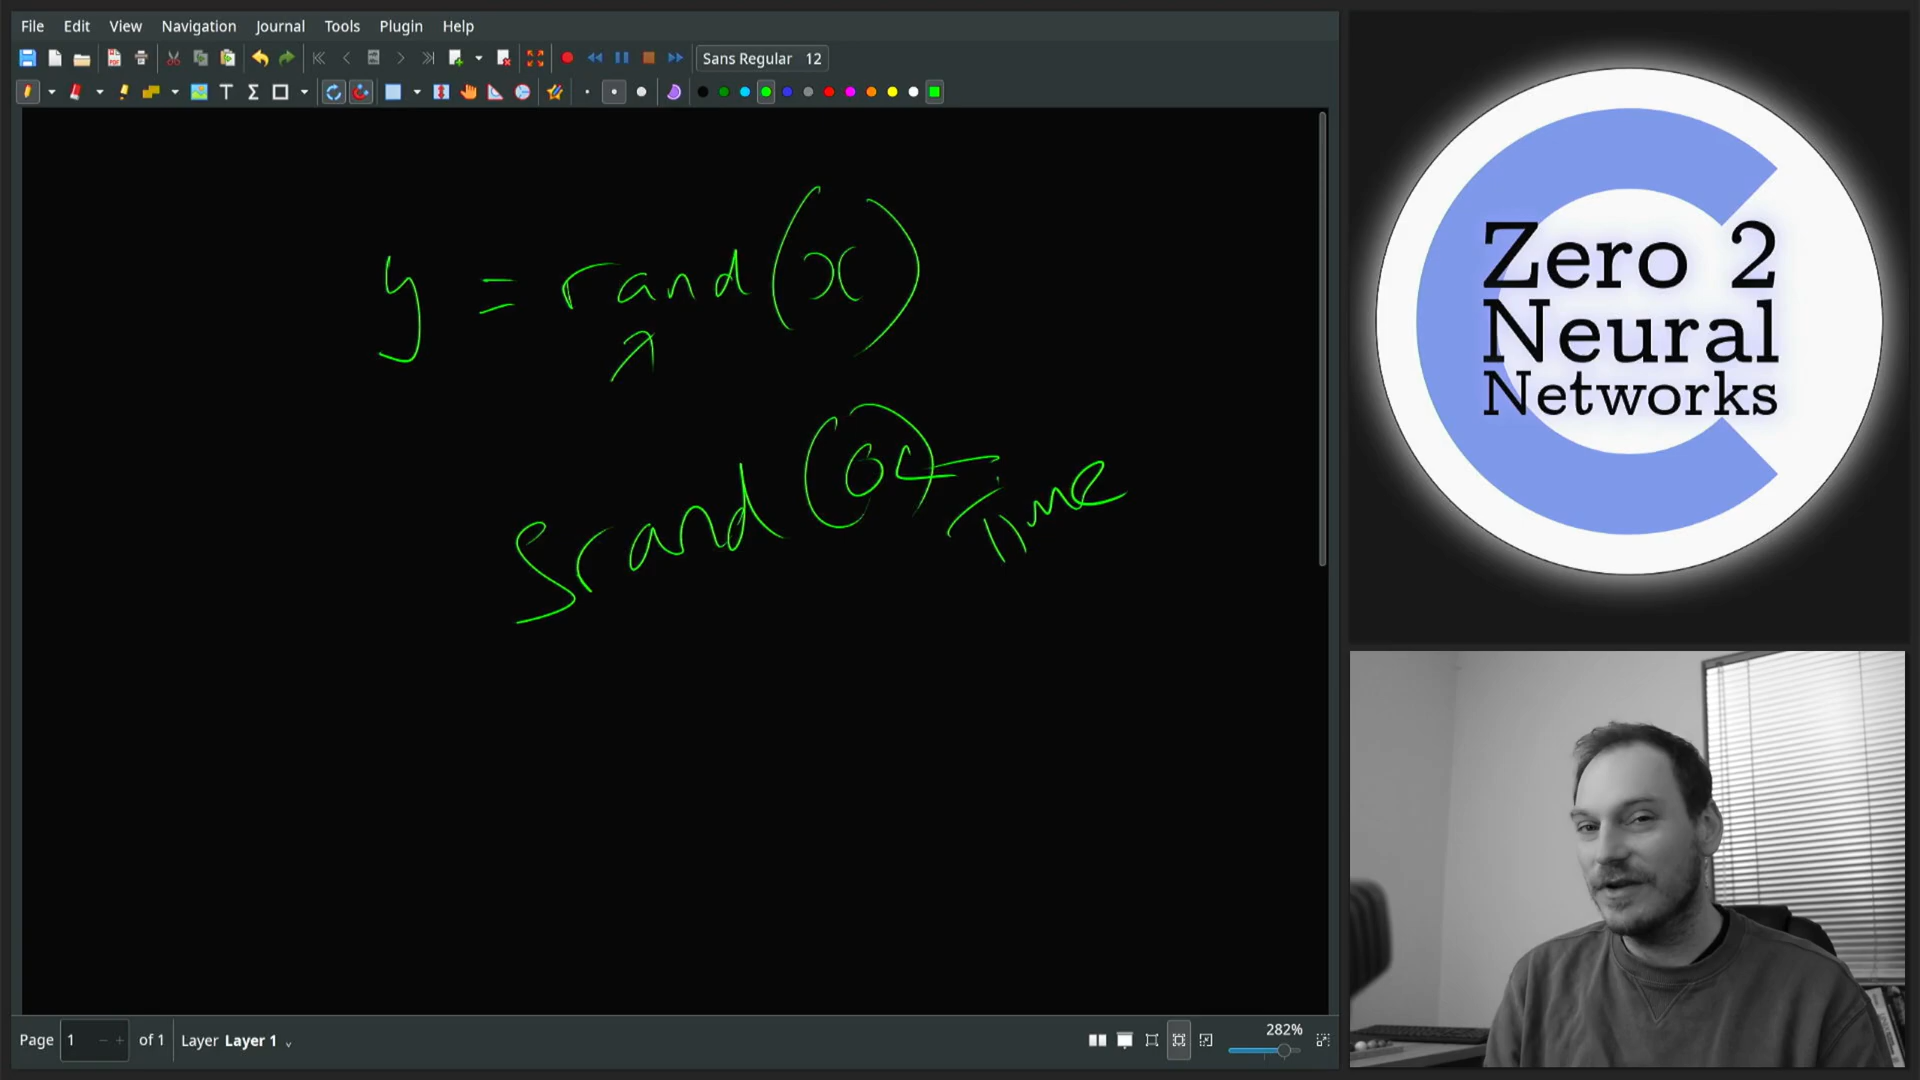 File Edit View Navigation Journal Tools Plugin Help
Sans Regular 12
y = rand(x)
Srand(0)
Time
Page 1 of 1 Layer Layer 1
282%
Zero 2
Neural
Networks